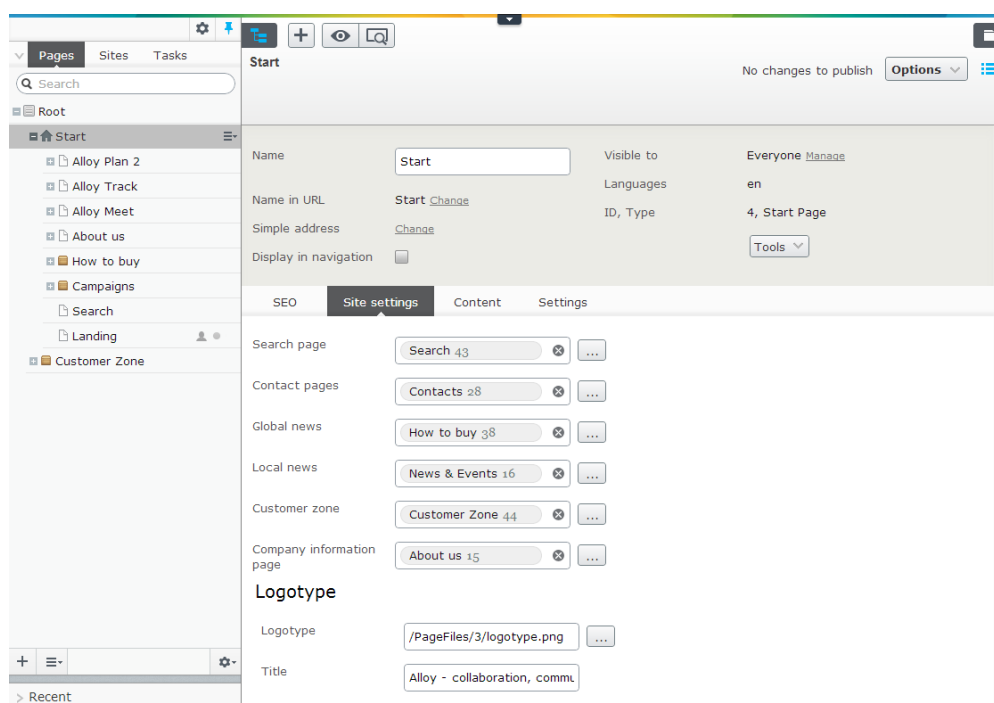 Pages Sites Tasks
Search
Root
Start
Alloy Plan 2
Alloy Track
Alloy Meet
About us
How to buy
Campaigns
Search
Landing
Customer Zone
Recent
Start
No changes to publish Options
Name Start
Name in URL Start Change
Simple address Change
Display in navigation
Visible to Everyone Manage
Languages en
ID, Type 4, Start Page
Tools
SEO Site settings Content Settings
Search page Search 43 ...
Contact pages Contacts 28 ...
Global news How to buy 38 ...
Local news News & Events 16 ...
Customer zone Customer Zone 44 ...
Company information
page About us 15 ...
Logotype
Logotype /PageFiles/3/logotype.png ...
Title Alloy - collaboration, commu